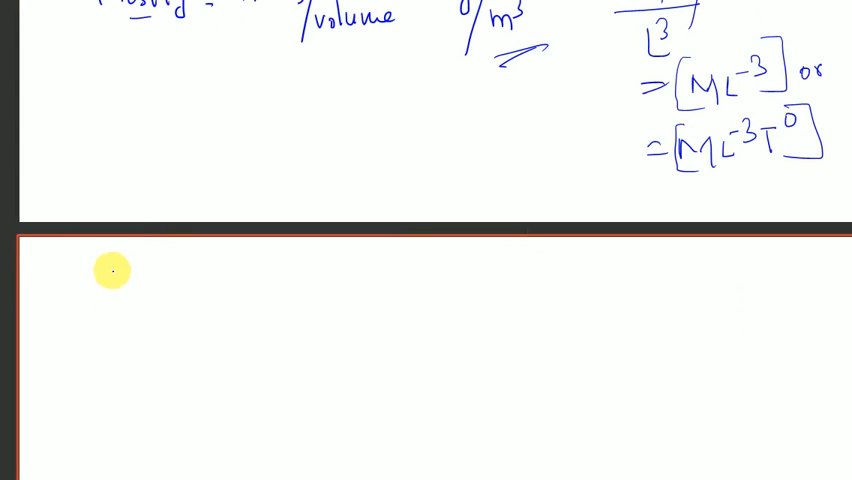 /volume /m³ L³
⇒ [ML⁻³] or
= [ML⁻³T⁰]